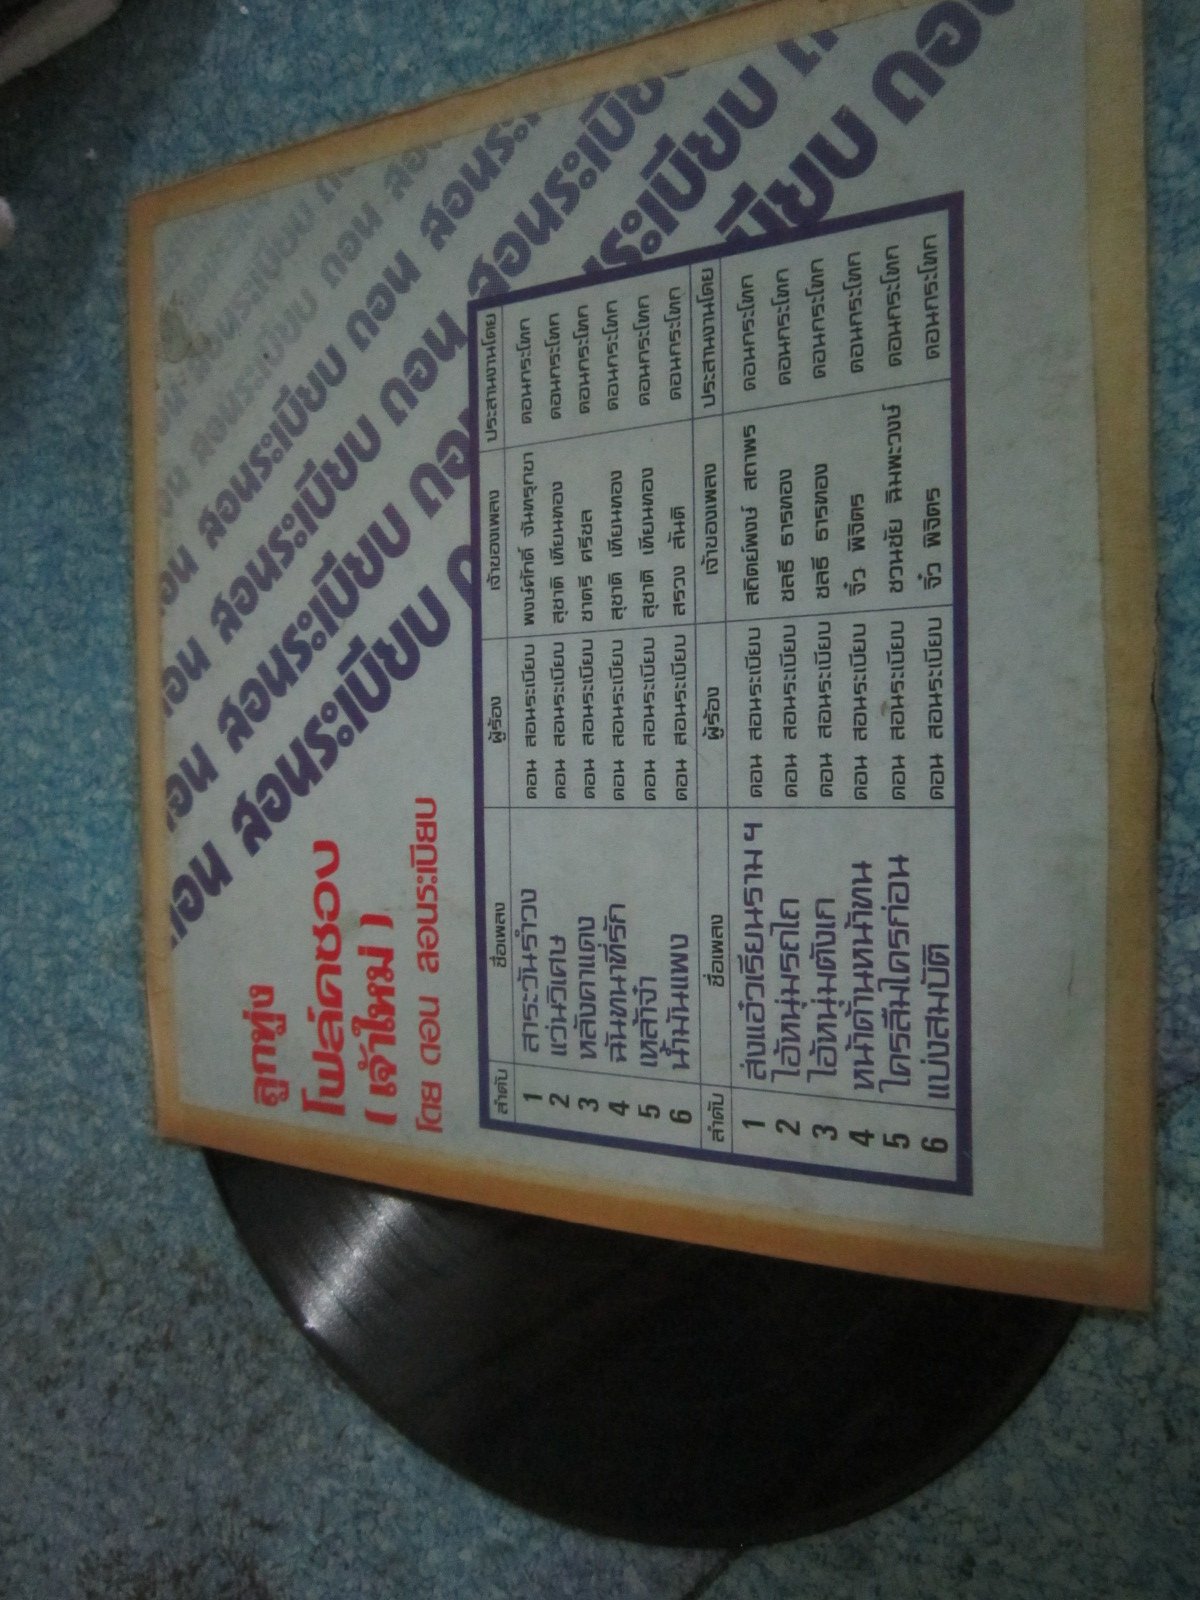 ลูกทุ่ง
โฟล์คซอง
(เจ้าใหม่)
โดย ดอน สอนระเบียบ
ดอน สอนระเบียบ ดอน สอนระเบียบ
ลำดับ ชื่อเพลง ผู้ร้อง เจ้าของเพลง ประสานงานโดย
1 สาระวันรำวง ดอน สอนระเบียบ พงษ์ศักดิ์ จันทรุกขา ดอนกระโทก
2 แว่นวิเศษ ดอน สอนระเบียบ สุชาติ เทียนทอง ดอนกระโทก
3 หลังคาแดง ดอน สอนระเบียบ ชาตรี ศรีชล ดอนกระโทก
4 ฉันทนาที่รัก ดอน สอนระเบียบ สุชาติ เทียนทอง ดอนกระโทก
5 เหล้าจ๋า ดอน สอนระเบียบ สุชาติ เทียนทอง ดอนกระโทก
6 น้ำมันแพง ดอน สอนระเบียบ สรวง สันติ ดอนกระโทก
ลำดับ ชื่อเพลง ผู้ร้อง เจ้าของเพลง ประสานงานโดย
1 ส่งแอ๋วเรียนราม ฯ ดอน สอนระเบียบ สถิตย์พงษ์ สถาพร ดอนกระโทก
2 ไอ้หนุ่มรถไถ ดอน สอนระเบียบ ชลธี ธารทอง ดอนกระโทก
3 ไอ้หนุ่มตังเก ดอน สอนระเบียบ ชลธี ธารทอง ดอนกระโทก
4 หน้าด้านหน้าทน ดอน สอนระเบียบ จิ๋ว พิจิตร ดอนกระโทก
5 ใครลืมใครก่อน ดอน สอนระเบียบ ชวนชัย ฉิมพะวงษ์ ดอนกระโทก
6 แบ่งสมบัติ ดอน สอนระเบียบ จิ๋ว พิจิตร ดอนกระโทก